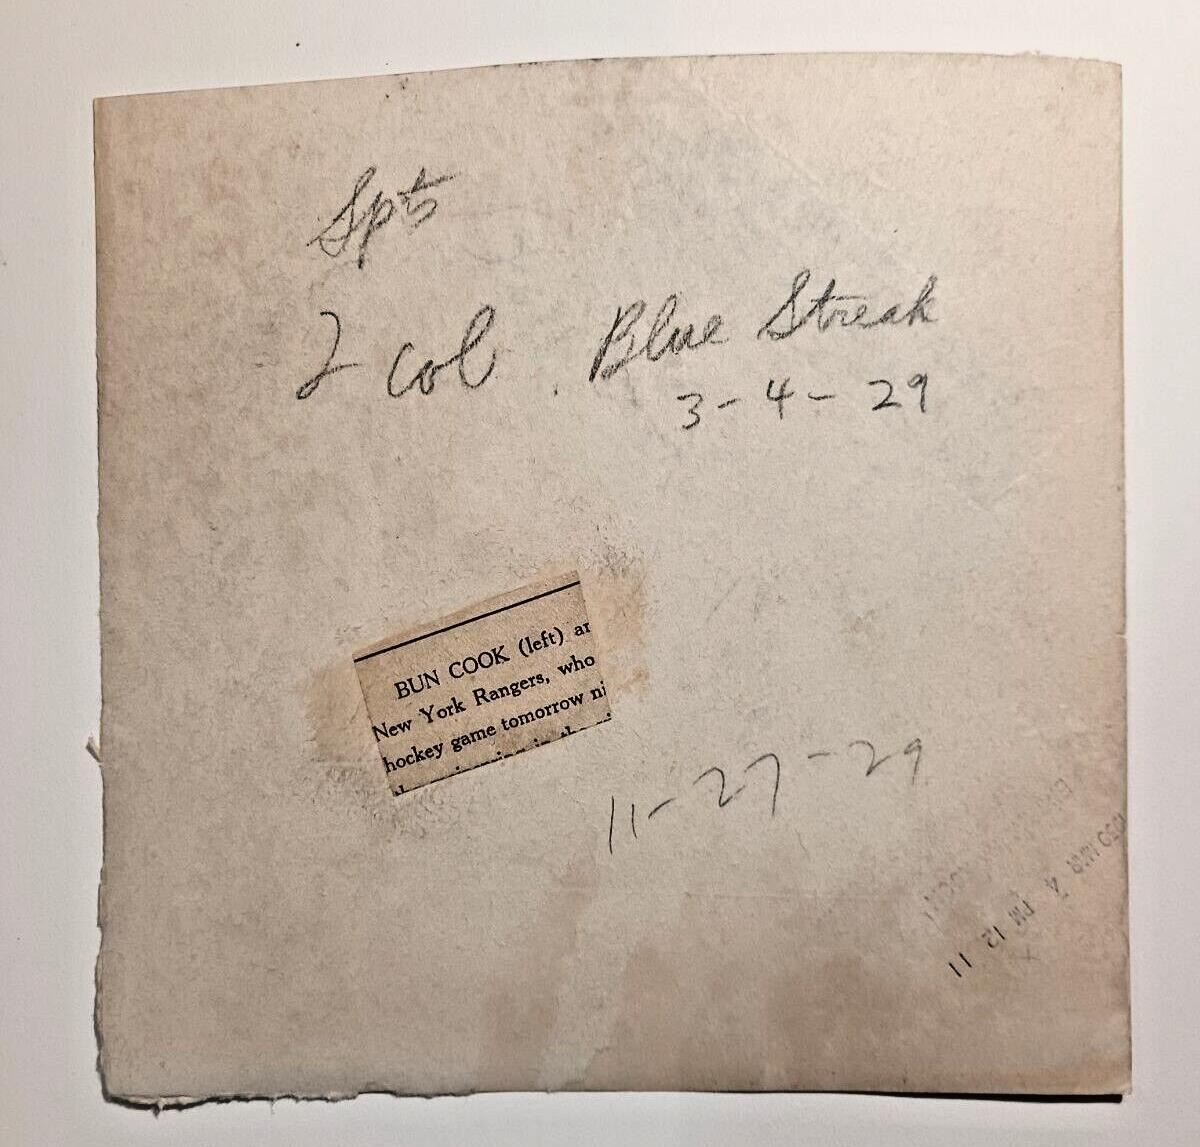 Spts
2 col. Blue Streak
3-4-29
BUN COOK (left) ar
New York Rangers, who
hockey game tomorrow ni
11-27-29